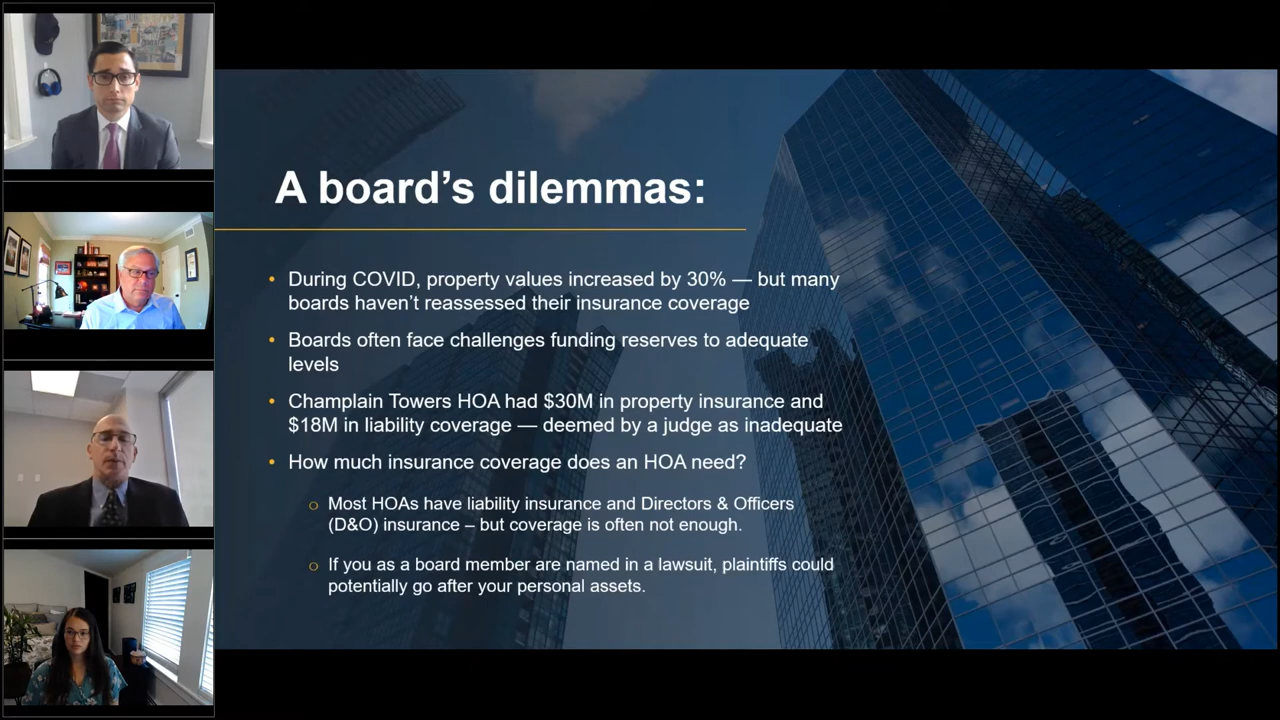 A board’s dilemmas:
• During COVID, property values increased by 30% — but many
boards haven’t reassessed their insurance coverage
• Boards often face challenges funding reserves to adequate
levels
• Champlain Towers HOA had $30M in property insurance and
$18M in liability coverage — deemed by a judge as inadequate
• How much insurance coverage does an HOA need?
o Most HOAs have liability insurance and Directors & Officers
(D&O) insurance – but coverage is often not enough.
o If you as a board member are named in a lawsuit, plaintiffs could
potentially go after your personal assets.